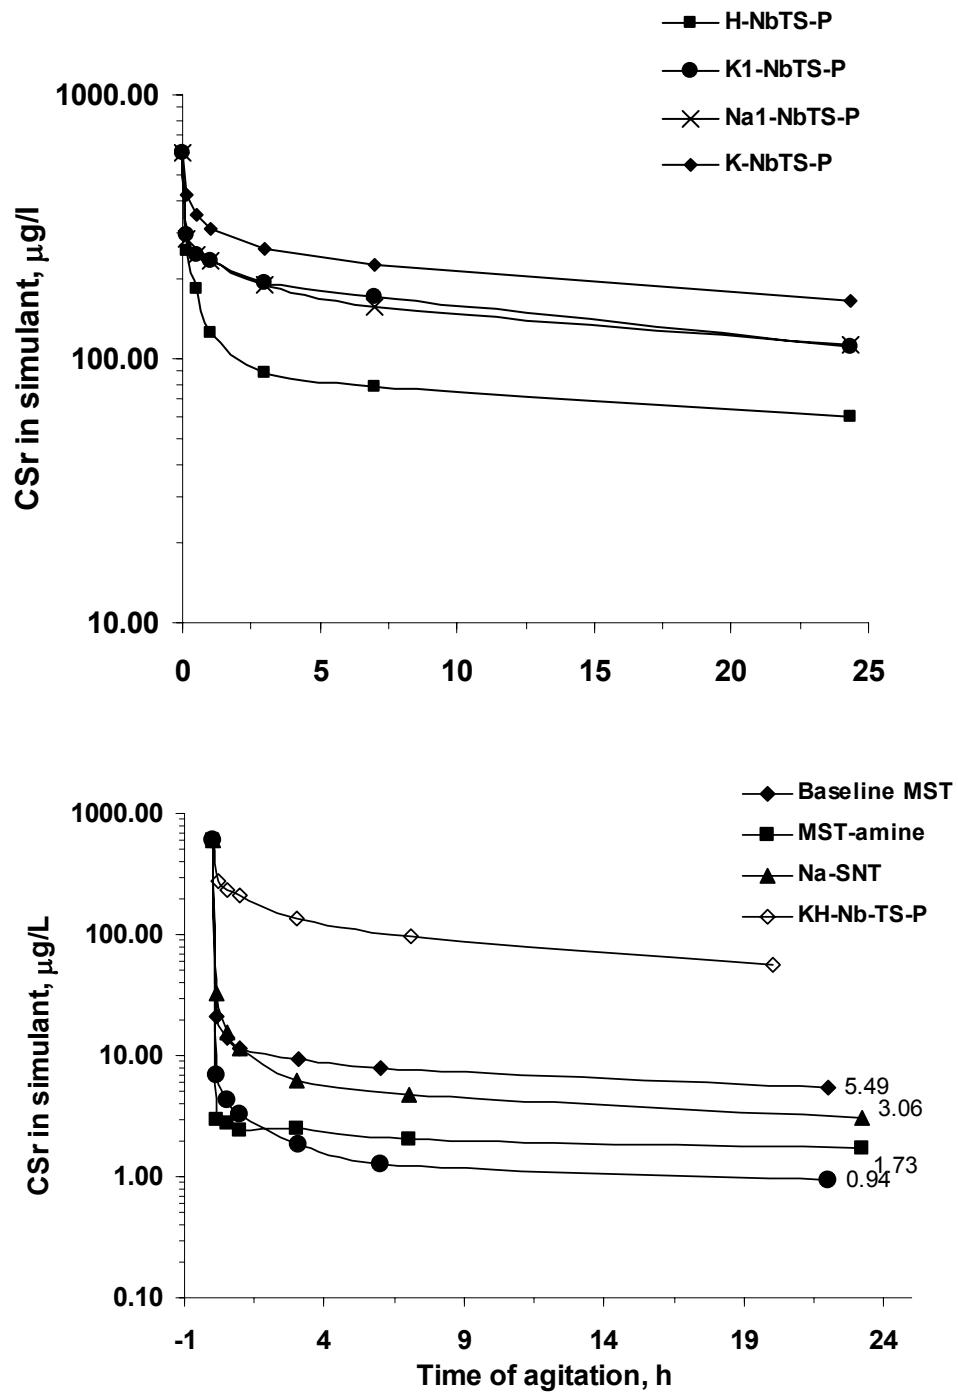 H-NbTS-P
K1-NbTS-P
Na1-NbTS-P
K-NbTS-P
1000.00
100.00
10.00
CSr in simulant, μg/l
0 5 10 15 20 25
Baseline MST
MST-amine
Na-SNT
KH-Nb-TS-P
1000.00
100.00
10.00
1.00
0.10
CSr in simulant, μg/L
5.49
3.06
1.73
0.94
-1 4 9 14 19 24
Time of agitation, h